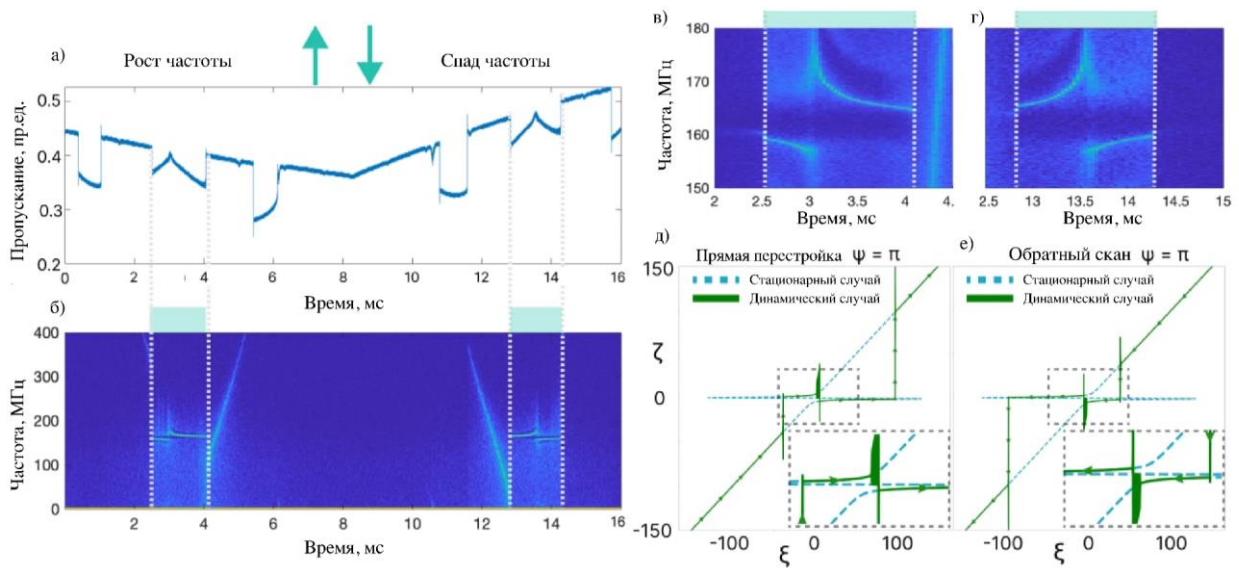 а)
Рост частоты
Спад частоты
Пропускание, пр.ед.
0.5
0.4
0.3
0.2
0 2 4 6 8 10 12 14 16
Время, мс
б)
Частота, МГц
400
300
200
100
0
0 2 4 6 8 10 12 14 16
Время, мс
в)
г)
Частота, МГц
180
170
160
150
2 2.5 3 3.5 4 4.
2.5 13 13.5 14 14.5 15
Время, мс
Время, мс
д)
Прямая перестройка ψ = π
Стационарный случай
Динамический случай
150
ζ
0
-150
-100 0 100
ξ
е)
Обратный скан ψ = π
Стационарный случай
Динамический случай
-100 0 100
ξ